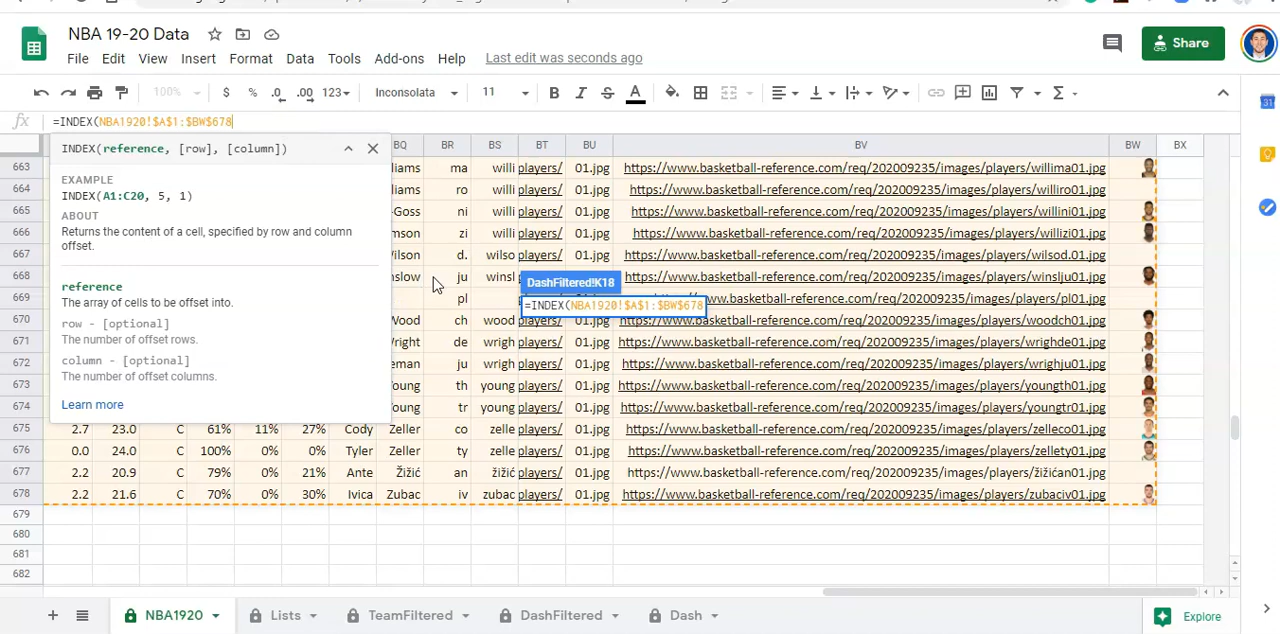 NBA 19-20 Data
File Edit View Insert Format Data Tools Add-ons Help Last edit was seconds ago
Share
100% $ % .0 .00 123 Inconsolata 11 B I S A
fx =INDEX(NBA1920!$A$1:$BW$678
INDEX(reference, [row], [column])
EXAMPLE
INDEX(A1:C20, 5, 1)
ABOUT
Returns the content of a cell, specified by row and column
offset.
reference
The array of cells to be offset into.
row - [optional]
The number of offset rows.
column - [optional]
The number of offset columns.
Learn more
BQ BR BS BT BU BV BW BX
663 liams ma willi players/ 01.jpg https://www.basketball-reference.com/req/202009235/images/players/willima01.jpg
664 liams ro willi players/ 01.jpg https://www.basketball-reference.com/req/202009235/images/players/williro01.jpg
665 -Goss ni willi players/ 01.jpg https://www.basketball-reference.com/req/202009235/images/players/willini01.jpg
666 mson zi willi players/ 01.jpg https://www.basketball-reference.com/req/202009235/images/players/willizi01.jpg
667 ilson d. wilso players/ 01.jpg https://www.basketball-reference.com/req/202009235/images/players/wilsod.01.jpg
668 nslow ju winsl players/ 01.jpg https://www.basketball-reference.com/req/202009235/images/players/winslju01.jpg
DashFiltered!K18
669 pl ://www.basketball-reference.com/req/202009235/images/players/pl01.jpg
=INDEX(NBA1920!$A$1:$BW$678
670 Wood ch wood players/ 01.jpg https://www.basketball-reference.com/req/202009235/images/players/woodch01.jpg
671 Wright de wrigh players/ 01.jpg https://www.basketball-reference.com/req/202009235/images/players/wrighde01.jpg
672 eman ju wrigh players/ 01.jpg https://www.basketball-reference.com/req/202009235/images/players/wrighju01.jpg
673 Young th young players/ 01.jpg https://www.basketball-reference.com/req/202009235/images/players/youngth01.jpg
674 Young tr young players/ 01.jpg https://www.basketball-reference.com/req/202009235/images/players/youngtr01.jpg
675 2.7 23.0 C 61% 11% 27% Cody Zeller co zelle players/ 01.jpg https://www.basketball-reference.com/req/202009235/images/players/zelleco01.jpg
676 0.0 24.0 C 100% 0% 0% Tyler Zeller ty zelle players/ 01.jpg https://www.basketball-reference.com/req/202009235/images/players/zellety01.jpg
677 2.2 20.9 C 79% 0% 21% Ante Žižić an žižić players/ 01.jpg https://www.basketball-reference.com/req/202009235/images/players/žižićan01.jpg
678 2.2 21.6 C 70% 0% 30% Ivica Zubac iv zubac players/ 01.jpg https://www.basketball-reference.com/req/202009235/images/players/zubaciv01.jpg
679
680
681
682
NBA1920 Lists TeamFiltered DashFiltered Dash Explore